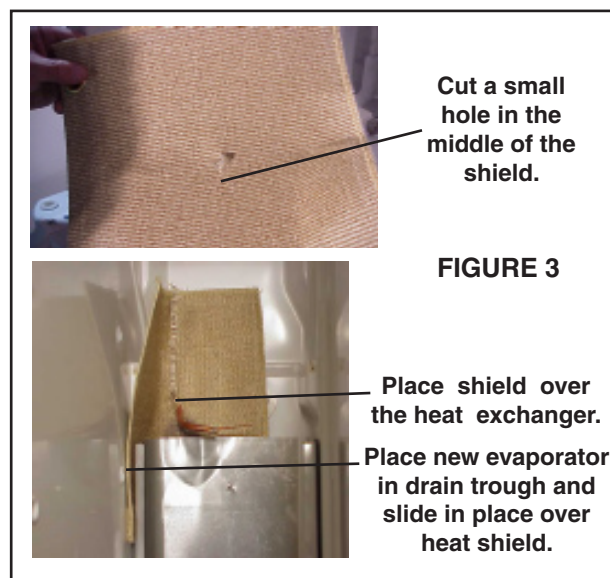 Cut a small
hole in the
middle of the
shield.
FIGURE 3
Place shield over
the heat exchanger.
Place new evaporator
in drain trough and
slide in place over
heat shield.